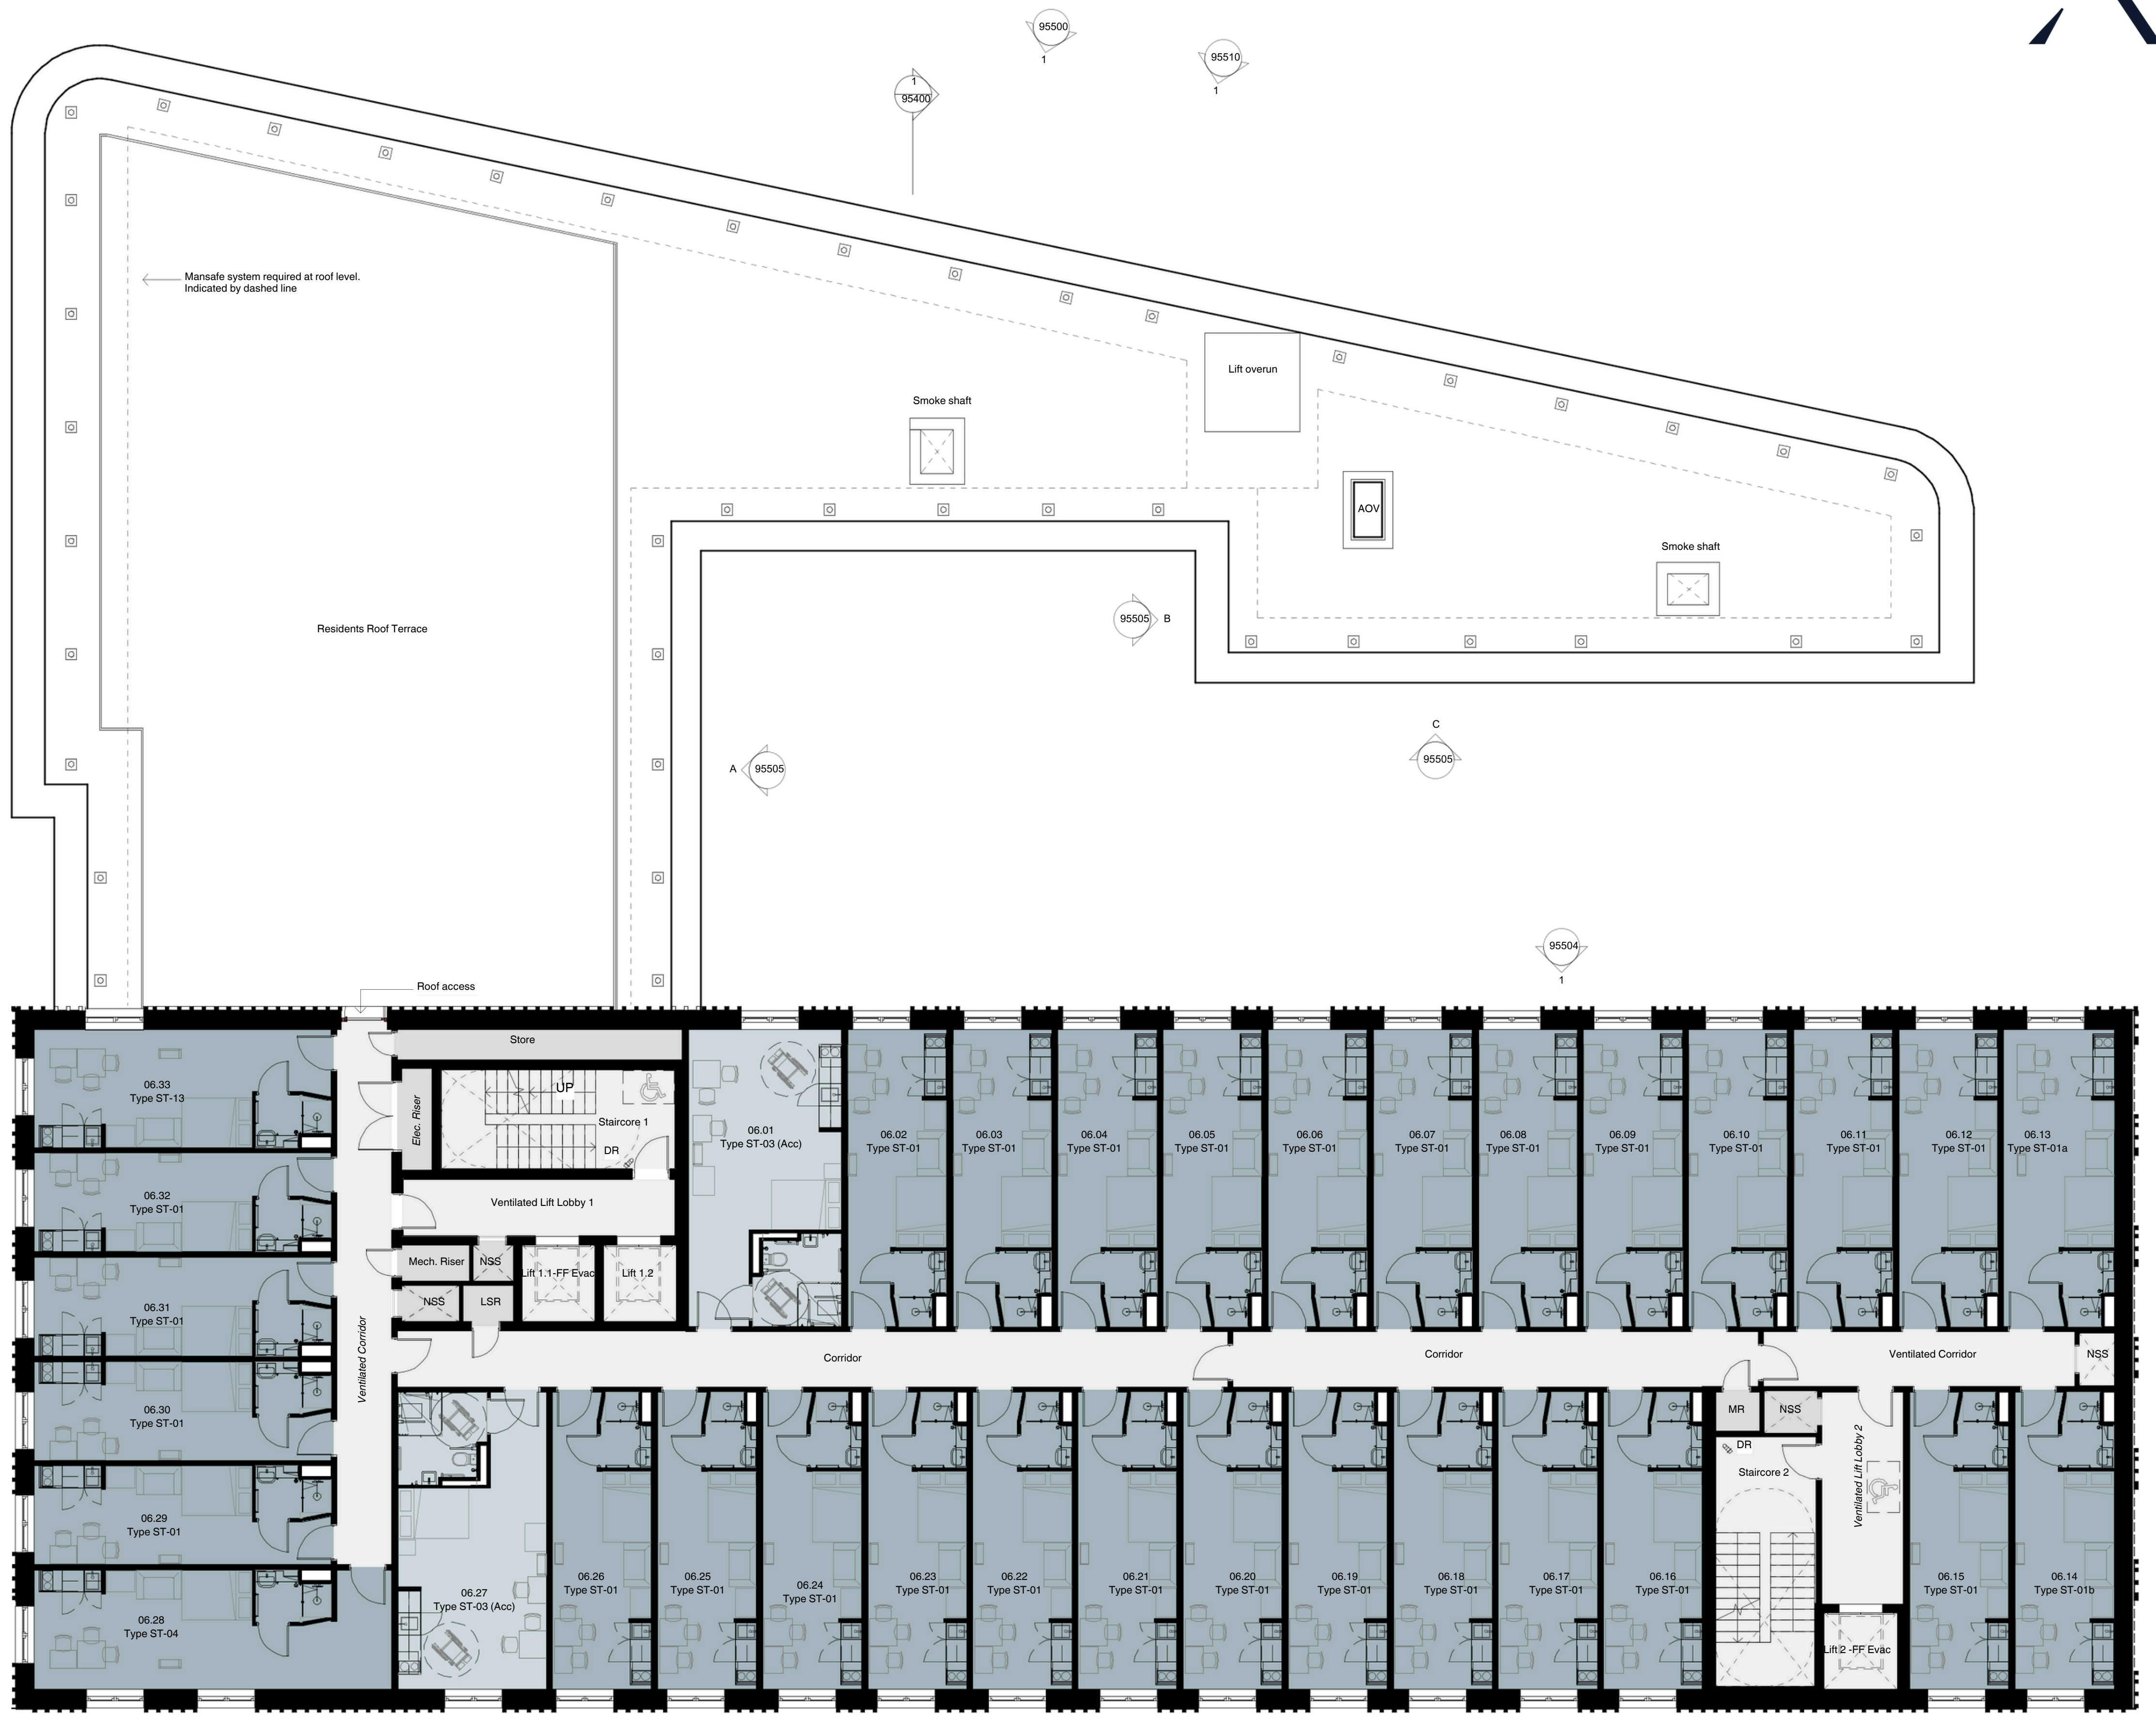 95500
1
95510
1
1
95400
Mansafe system required at roof level.
Indicated by dashed line
Lift overun
Smoke shaft
AOV
Smoke shaft
Residents Roof Terrace
95505
B
C
95505
A
95505
95504
1
Roof access
Store
06.33
Type ST-13
Elec. Riser
UP
Staircore 1
DR
06.01
Type ST-03 (Acc)
06.02
Type ST-01
06.03
Type ST-01
06.04
Type ST-01
06.05
Type ST-01
06.06
Type ST-01
06.07
Type ST-01
06.08
Type ST-01
06.09
Type ST-01
06.10
Type ST-01
06.11
Type ST-01
06.12
Type ST-01
06.13
Type ST-01a
06.32
Type ST-01
Ventilated Lift Lobby 1
Mech. Riser
NSS
Lift 1.1-FF Evac
Lift 1.2
NSS
LSR
06.31
Type ST-01
Ventilated Corridor
Corridor
Corridor
Ventilated Corridor
NSS
06.30
Type ST-01
MR
NSS
DR
Staircore 2
Ventilated Lift Lobby 2
06.29
Type ST-01
06.28
Type ST-04
06.27
Type ST-03 (Acc)
06.26
Type ST-01
06.25
Type ST-01
06.24
Type ST-01
06.23
Type ST-01
06.22
Type ST-01
06.21
Type ST-01
06.20
Type ST-01
06.19
Type ST-01
06.18
Type ST-01
06.17
Type ST-01
06.16
Type ST-01
06.15
Type ST-01
06.14
Type ST-01b
Lift 2 -FF Evac